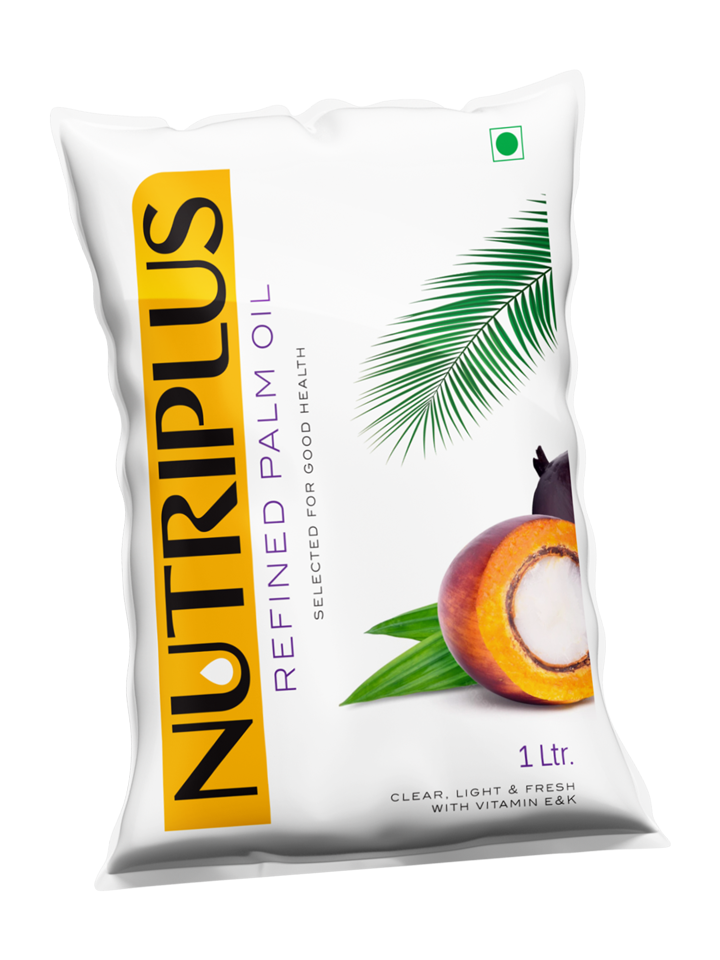 NUTRIPLUS
REFINED PALM OIL
SELECTED FOR GOOD HEALTH
1 Ltr.
CLEAR, LIGHT & FRESH
WITH VITAMIN E&K